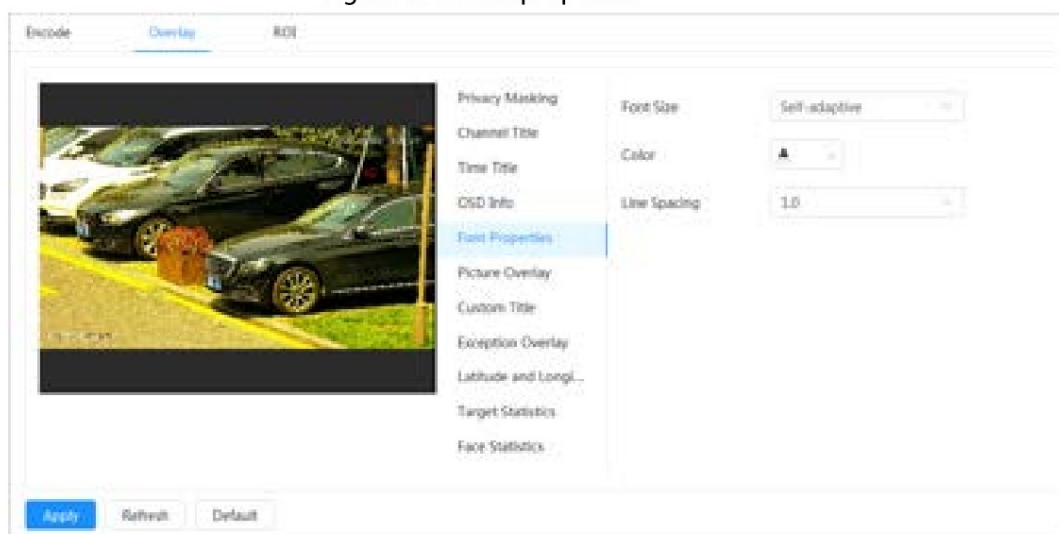 Encode Overlay ROI
Privacy Masking
Channel Title
Time Title
OSD Info
Font Properties
Picture Overlay
Custom Title
Exception Overlay
Latitude and Longi...
Target Statistics
Face Statistics
Font Size Self-adaptive
Color A
Line Spacing 1.0
Apply Refresh Default